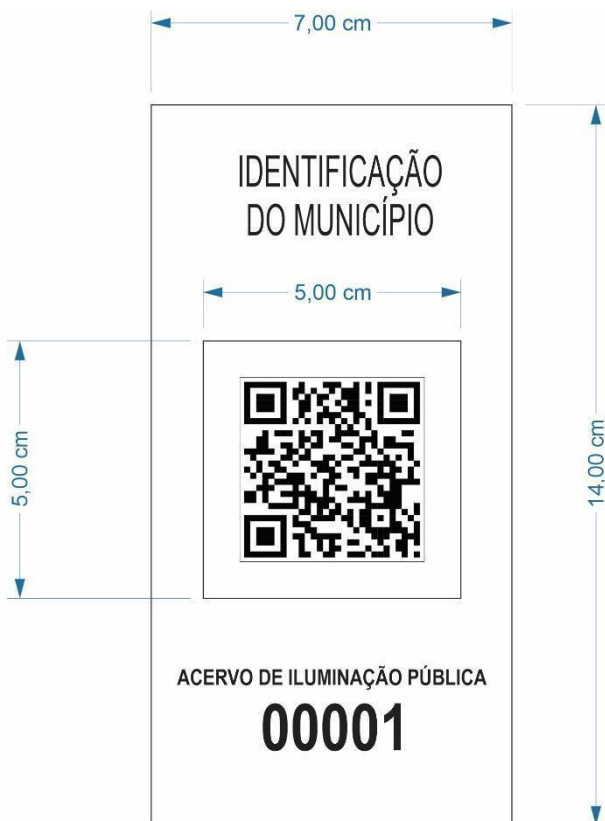 7,00 cm
IDENTIFICAÇÃO
DO MUNICÍPIO
5,00 cm
5,00 cm
14,00 cm
ACERVO DE ILUMINAÇÃO PÚBLICA
00001